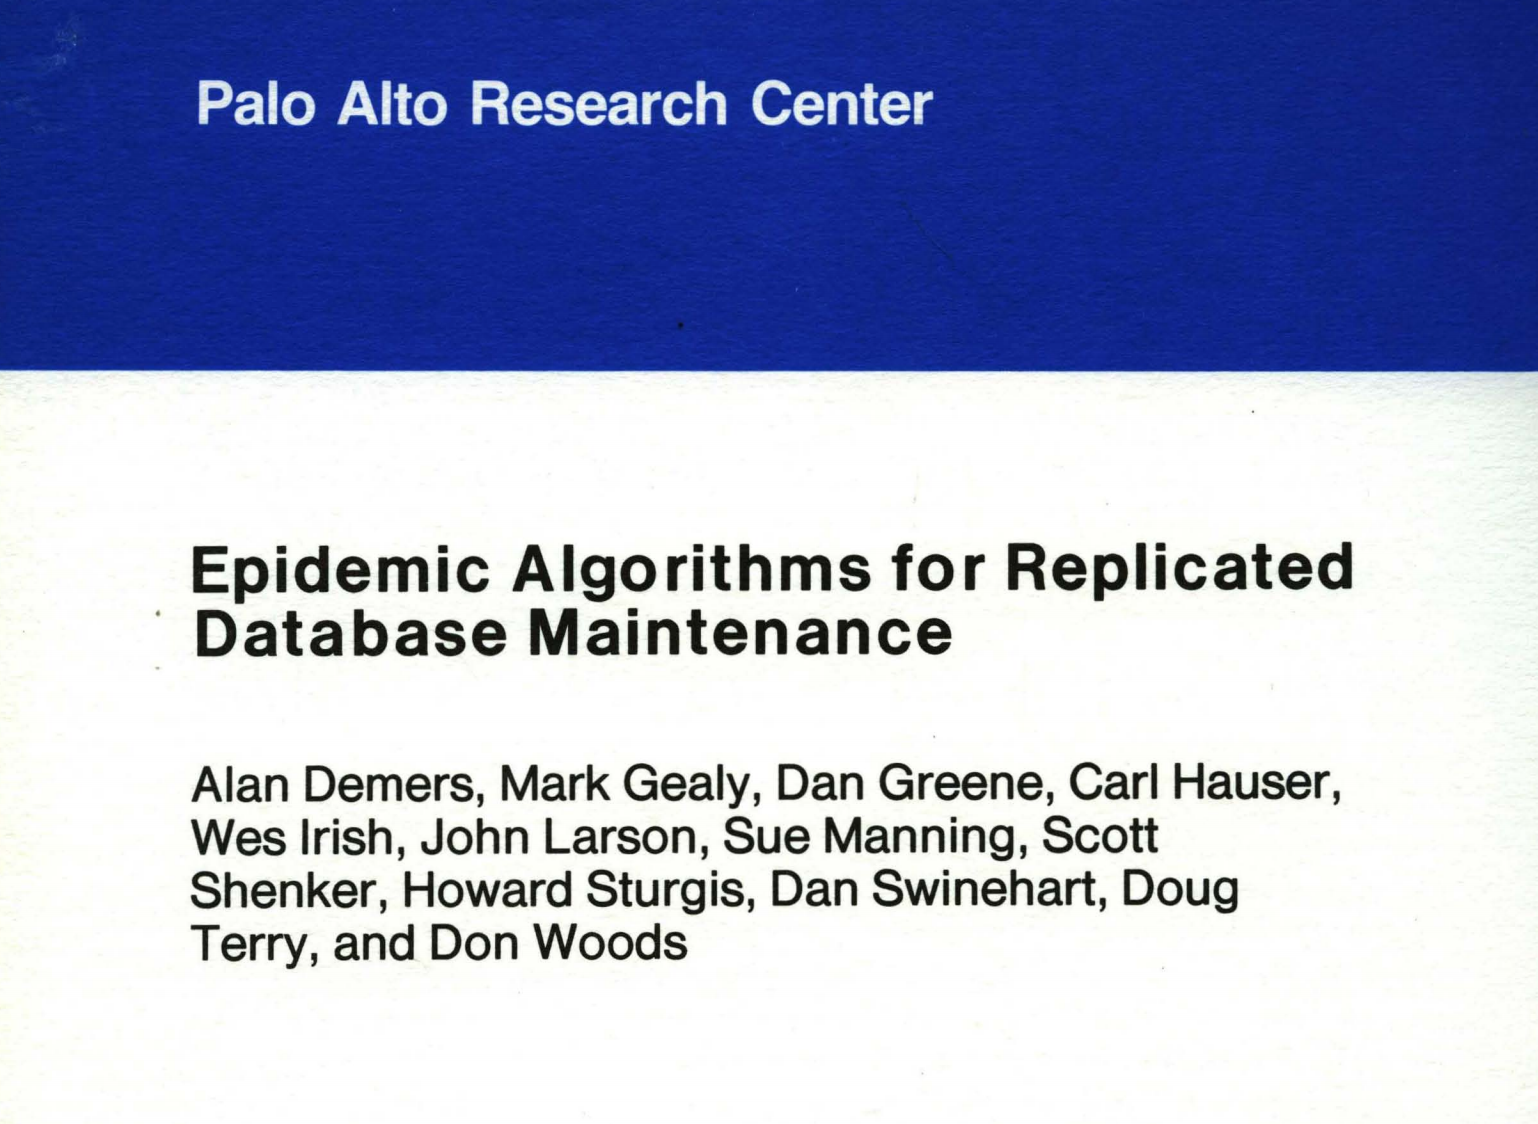 Palo Alto Research Center
Epidemic Algorithms for Replicated
Database Maintenance
Alan Demers, Mark Gealy, Dan Greene, Carl Hauser,
Wes Irish, John Larson, Sue Manning, Scott
Shenker, Howard Sturgis, Dan Swinehart, Doug
Terry, and Don Woods